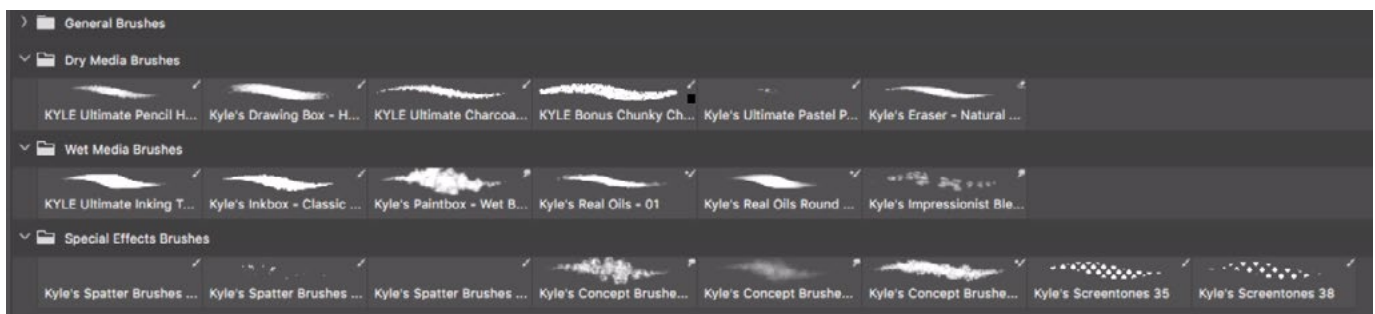 General Brushes
Dry Media Brushes
KYLE Ultimate Pencil H... Kyle's Drawing Box - H... KYLE Ultimate Charcoa... KYLE Bonus Chunky Ch... Kyle's Ultimate Pastel P... Kyle's Eraser - Natural ...
Wet Media Brushes
KYLE Ultimate Inking T... Kyle's Inkbox - Classic ... Kyle's Paintbox - Wet B... Kyle's Real Oils - 01 Kyle's Real Oils Round ... Kyle's Impressionist Ble...
Special Effects Brushes
Kyle's Spatter Brushes ... Kyle's Spatter Brushes ... Kyle's Spatter Brushes ... Kyle's Concept Brushe... Kyle's Concept Brushe... Kyle's Concept Brushe... Kyle's Screentones 35 Kyle's Screentones 38